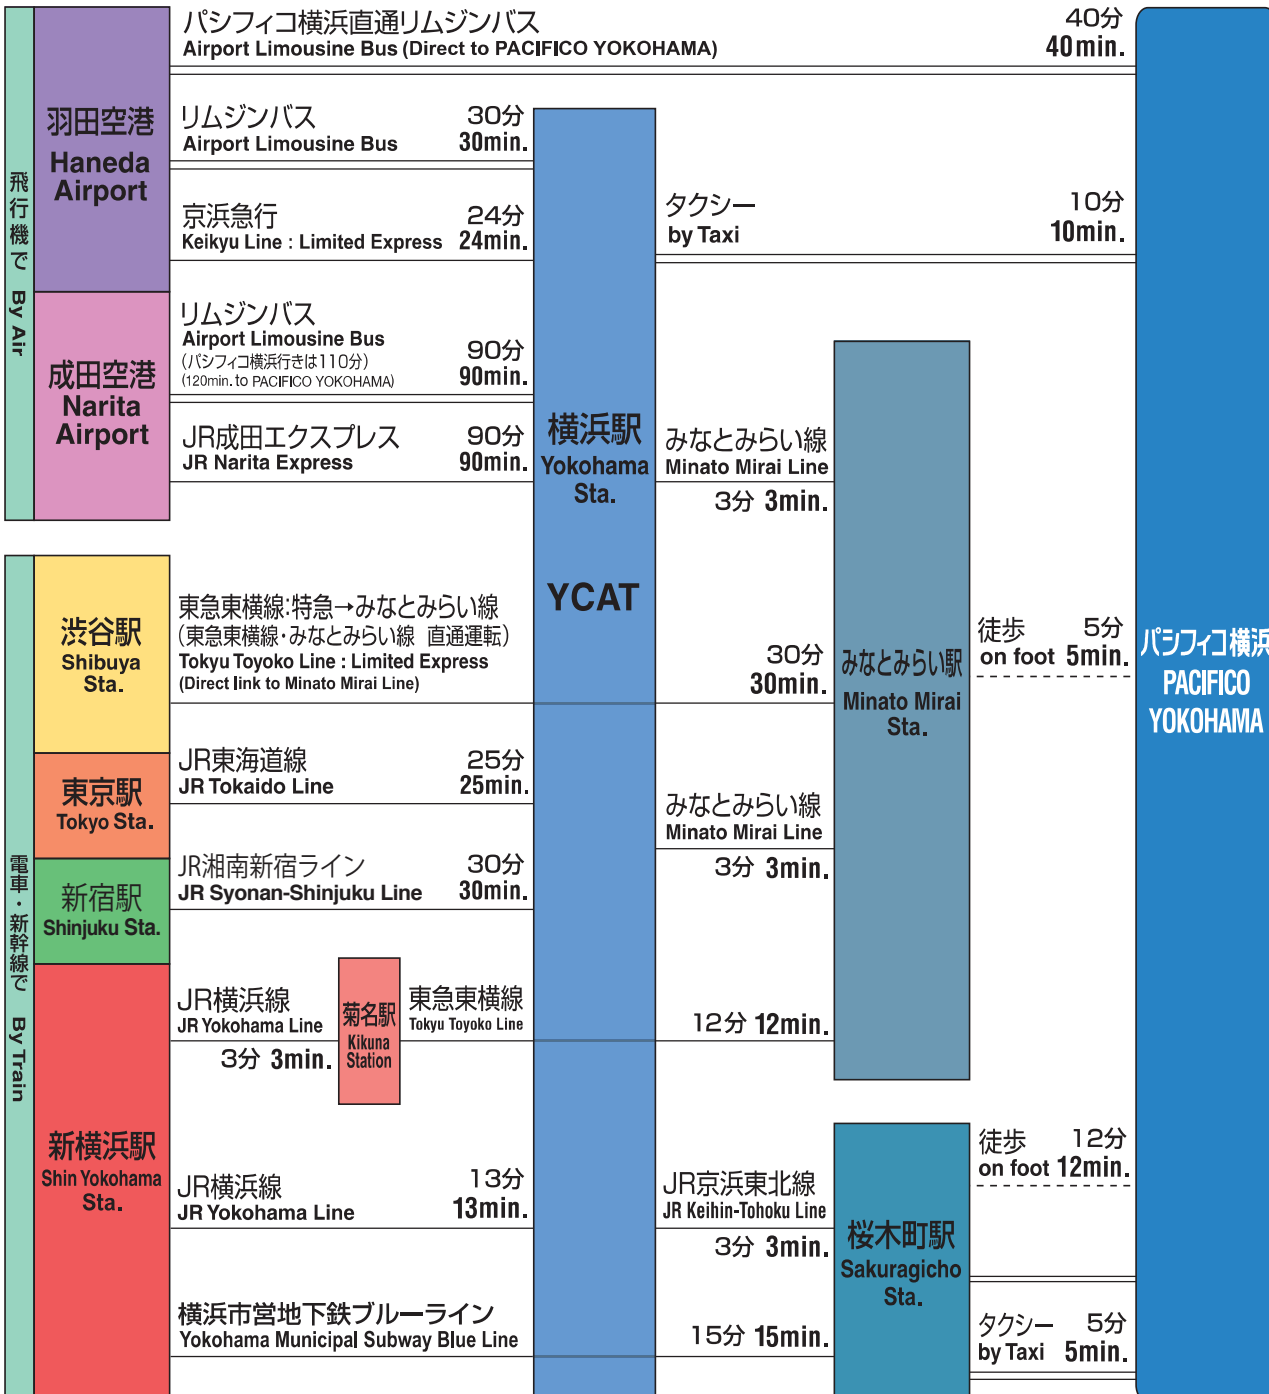 飛行機で By Air
羽田空港
Haneda
Airport
パシフィコ横浜直通リムジンバス
Airport Limousine Bus (Direct to PACIFICO YOKOHAMA)
40分
40min.
リムジンバス
Airport Limousine Bus
30分
30min.
京浜急行
Keikyu Line : Limited Express
24分
24min.
タクシー
by Taxi
10分
10min.
成田空港
Narita
Airport
リムジンバス
Airport Limousine Bus
(パシフィコ横浜行きは110分)
(120min. to PACIFICO YOKOHAMA)
90分
90min.
JR成田エクスプレス
JR Narita Express
90分
90min.
横浜駅
Yokohama
Sta.
YCAT
みなとみらい線
Minato Mirai Line
3分 3min.
電車・新幹線で By Train
渋谷駅
Shibuya
Sta.
東急東横線:特急→みなとみらい線
(東急東横線・みなとみらい線 直通運転)
Tokyu Toyoko Line : Limited Express
(Direct link to Minato Mirai Line)
30分
30min.
みなとみらい駅
Minato Mirai
Sta.
徒歩 5分
on foot 5min.
パシフィコ横浜
PACIFICO
YOKOHAMA
東京駅
Tokyo Sta.
JR東海道線
JR Tokaido Line
25分
25min.
みなとみらい線
Minato Mirai Line
3分 3min.
新宿駅
Shinjuku Sta.
JR湘南新宿ライン
JR Syonan-Shinjuku Line
30分
30min.
新横浜駅
Shin Yokohama
Sta.
JR横浜線
JR Yokohama Line
3分 3min.
菊名駅
Kikuna
Station
東急東横線
Tokyu Toyoko Line
12分 12min.
JR横浜線
JR Yokohama Line
13分
13min.
JR京浜東北線
JR Keihin-Tohoku Line
3分 3min.
桜木町駅
Sakuragicho
Sta.
徒歩 12分
on foot 12min.
横浜市営地下鉄ブルーライン
Yokohama Municipal Subway Blue Line
15分 15min.
タクシー 5分
by Taxi 5min.